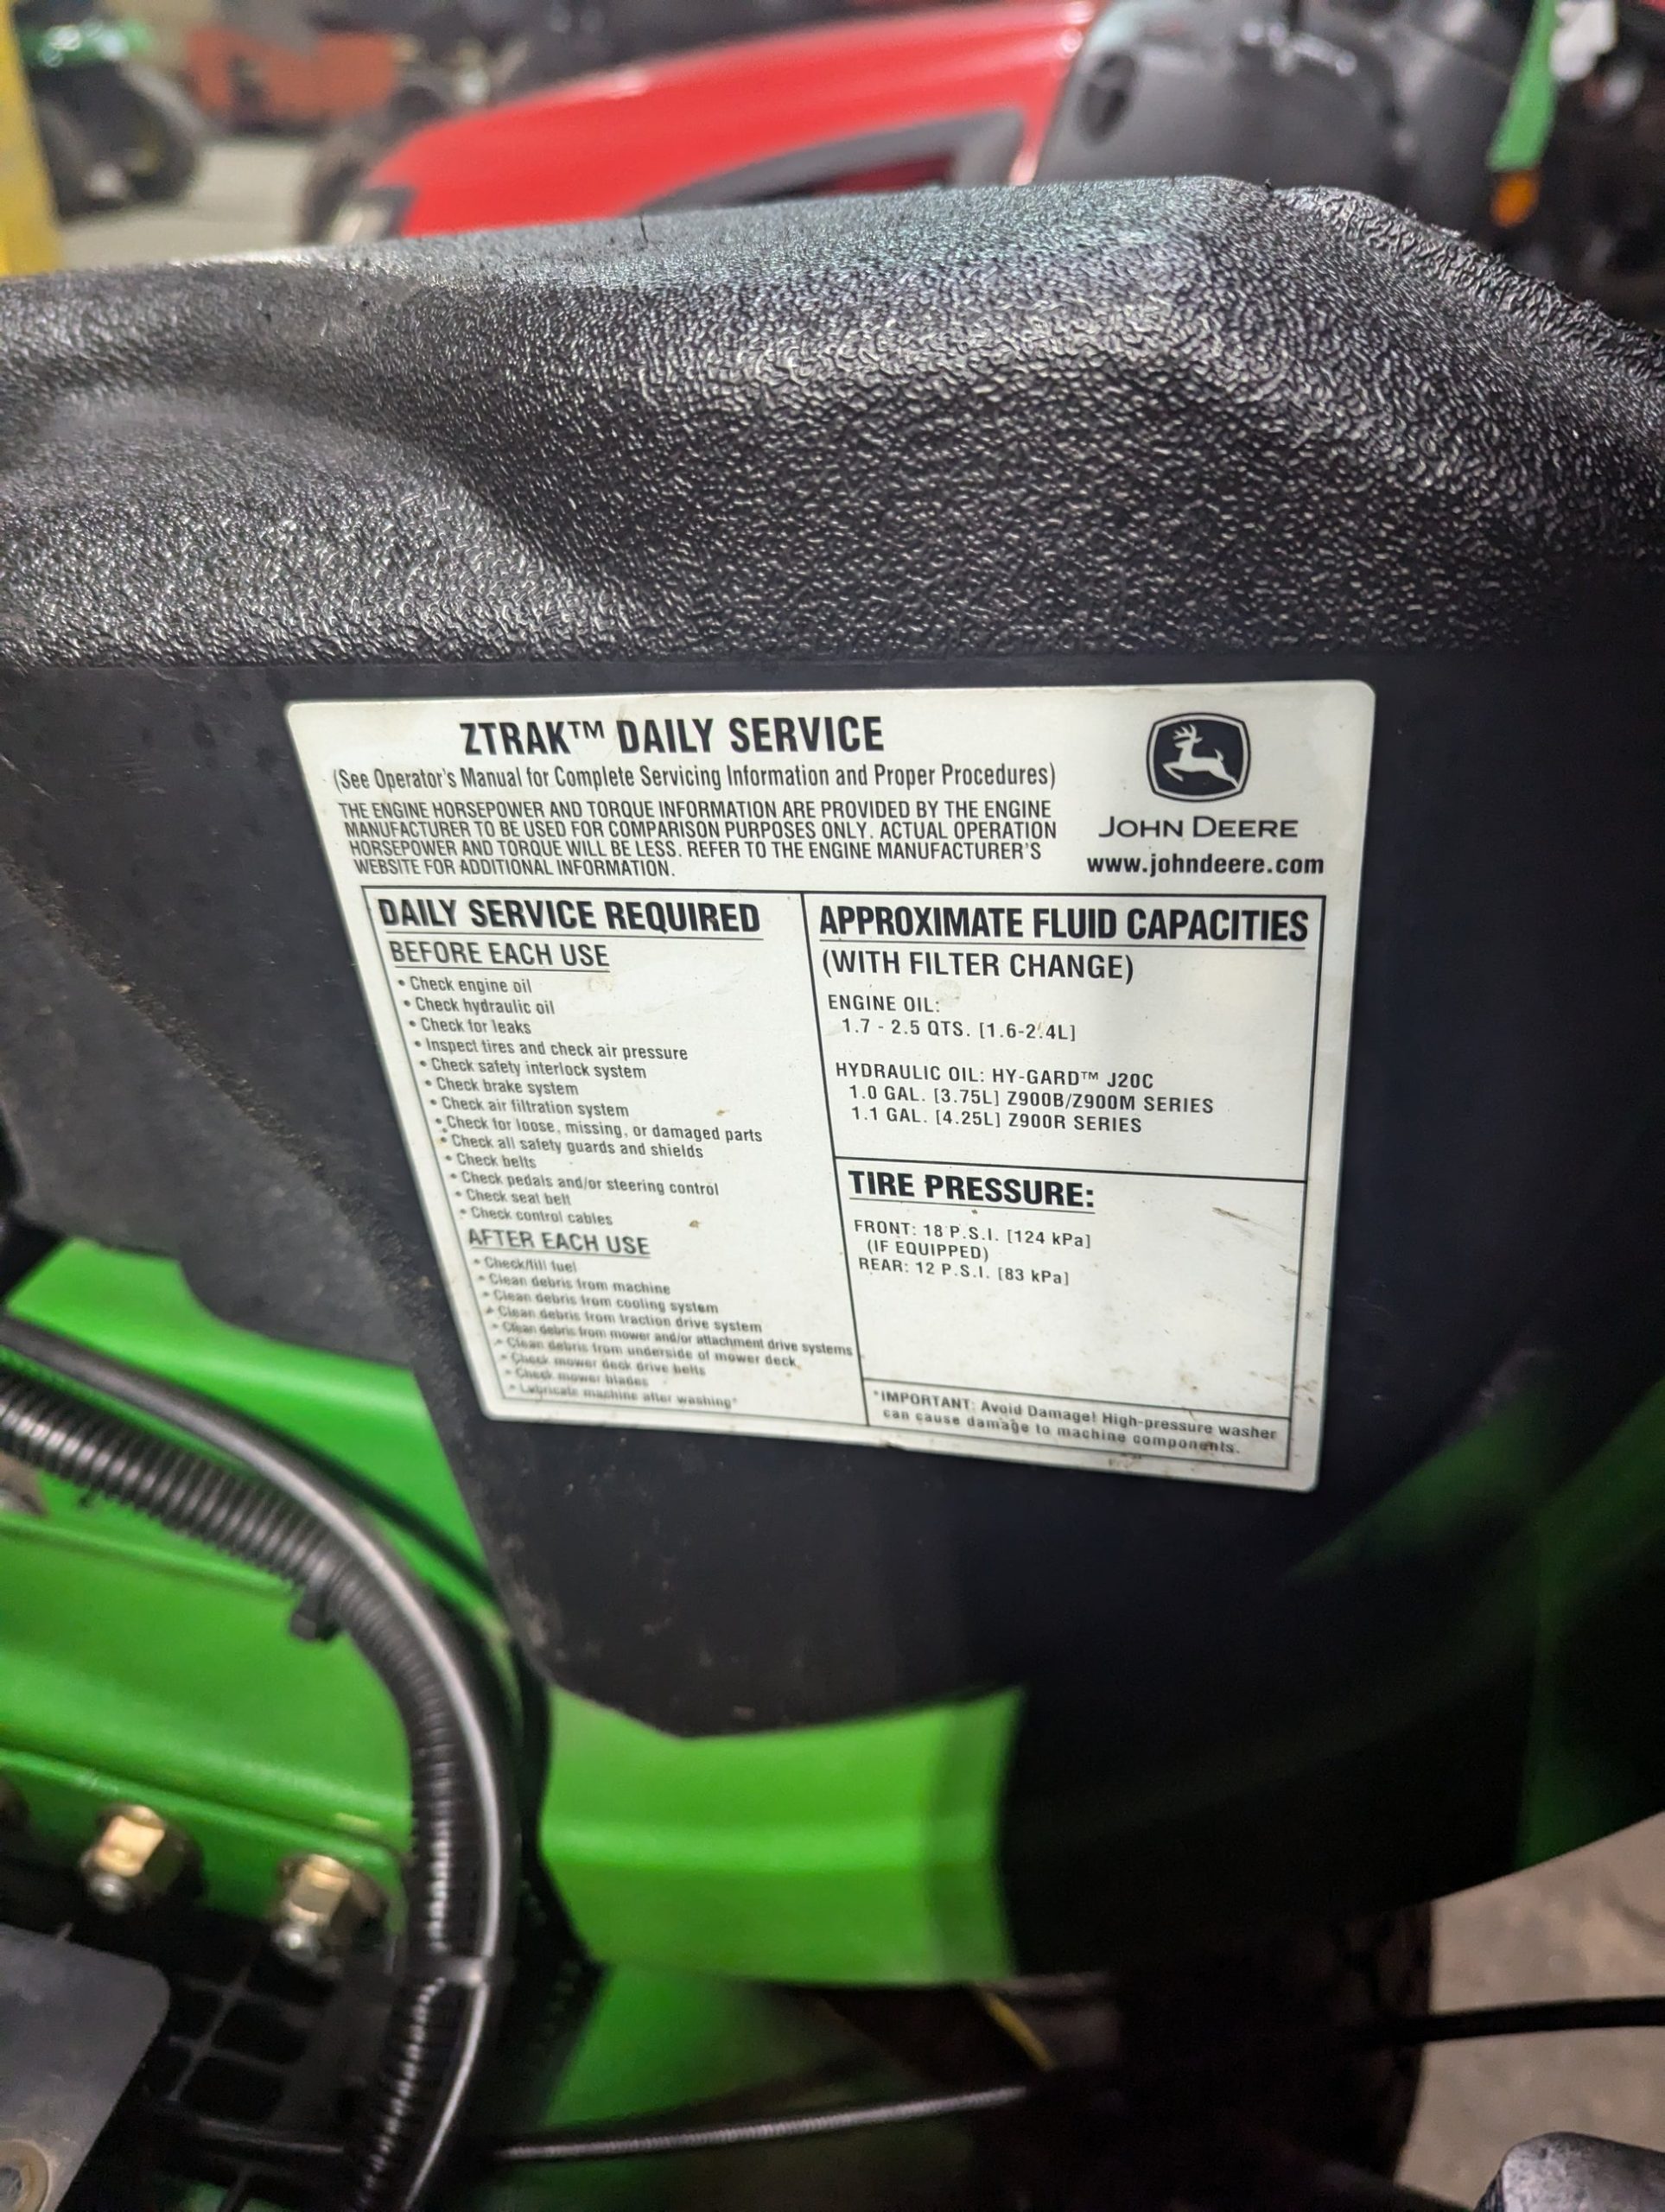 ZTRAK™ DAILY SERVICE
(See Operator's Manual for Complete Servicing Information and Proper Procedures)
THE ENGINE HORSEPOWER AND TORQUE INFORMATION ARE PROVIDED BY THE ENGINE
MANUFACTURER TO BE USED FOR COMPARISON PURPOSES ONLY. ACTUAL OPERATION
HORSEPOWER AND TORQUE WILL BE LESS. REFER TO THE ENGINE MANUFACTURER'S
WEBSITE FOR ADDITIONAL INFORMATION.
JOHN DEERE
www.johndeere.com
DAILY SERVICE REQUIRED
BEFORE EACH USE
• Check engine oil
• Check hydraulic oil
• Check for leaks
• Inspect tires and check air pressure
• Check safety interlock system
• Check brake system
• Check air filtration system
• Check for loose, missing, or damaged parts
• Check all safety guards and shields
• Check belts
• Check pedals and/or steering control
• Check seat belt
• Check control cables
AFTER EACH USE
• Check/fill fuel
• Clean debris from machine
• Clean debris from cooling system
• Clean debris from traction drive system
• Clean debris from mower and/or attachment drive systems
• Clean debris from underside of mower deck
• Check mower deck drive belts
• Check mower blades
• Lubricate machine after washing*
APPROXIMATE FLUID CAPACITIES
(WITH FILTER CHANGE)
ENGINE OIL:
1.7 - 2.5 QTS. [1.6-2.4L]
HYDRAULIC OIL: HY-GARD™ J20C
1.0 GAL. [3.75L] Z900B/Z900M SERIES
1.1 GAL. [4.25L] Z900R SERIES
TIRE PRESSURE:
FRONT: 18 P.S.I. [124 kPa]
(IF EQUIPPED)
REAR: 12 P.S.I. [83 kPa]
*IMPORTANT: Avoid Damage! High-pressure washer
can cause damage to machine components.